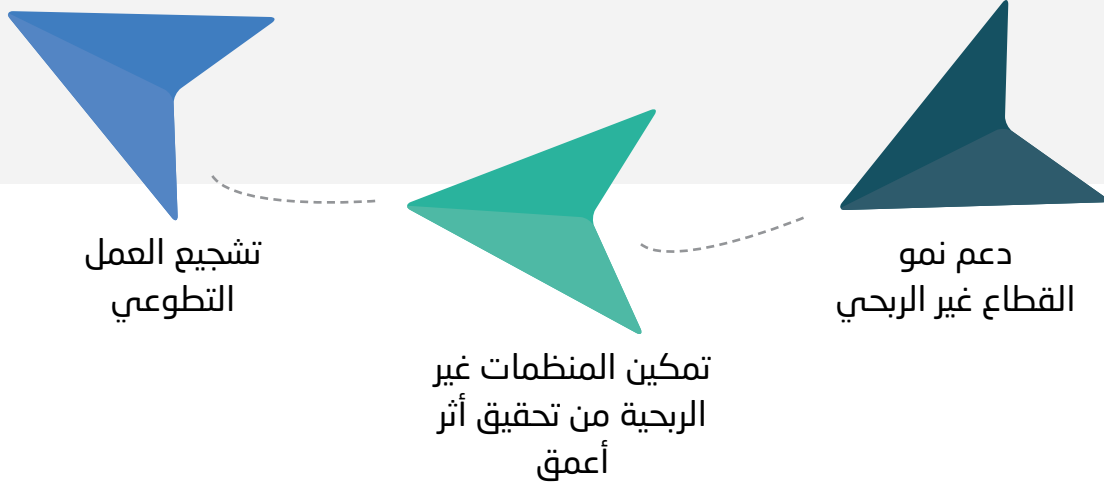 دعم نمو
القطاع غير الربحي
تمكين المنظمات غير
الربحية من تحقيق أثر
أعمق
تشجيع العمل
التطوعي